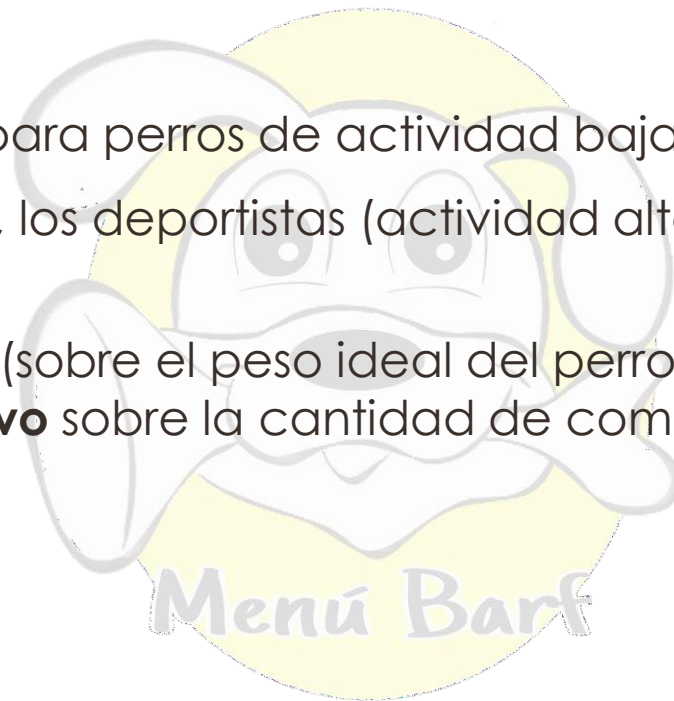 para perros de actividad baja
, los deportistas (actividad alt
(sobre el peso ideal del perro
vo sobre la cantidad de com
Menú Barf